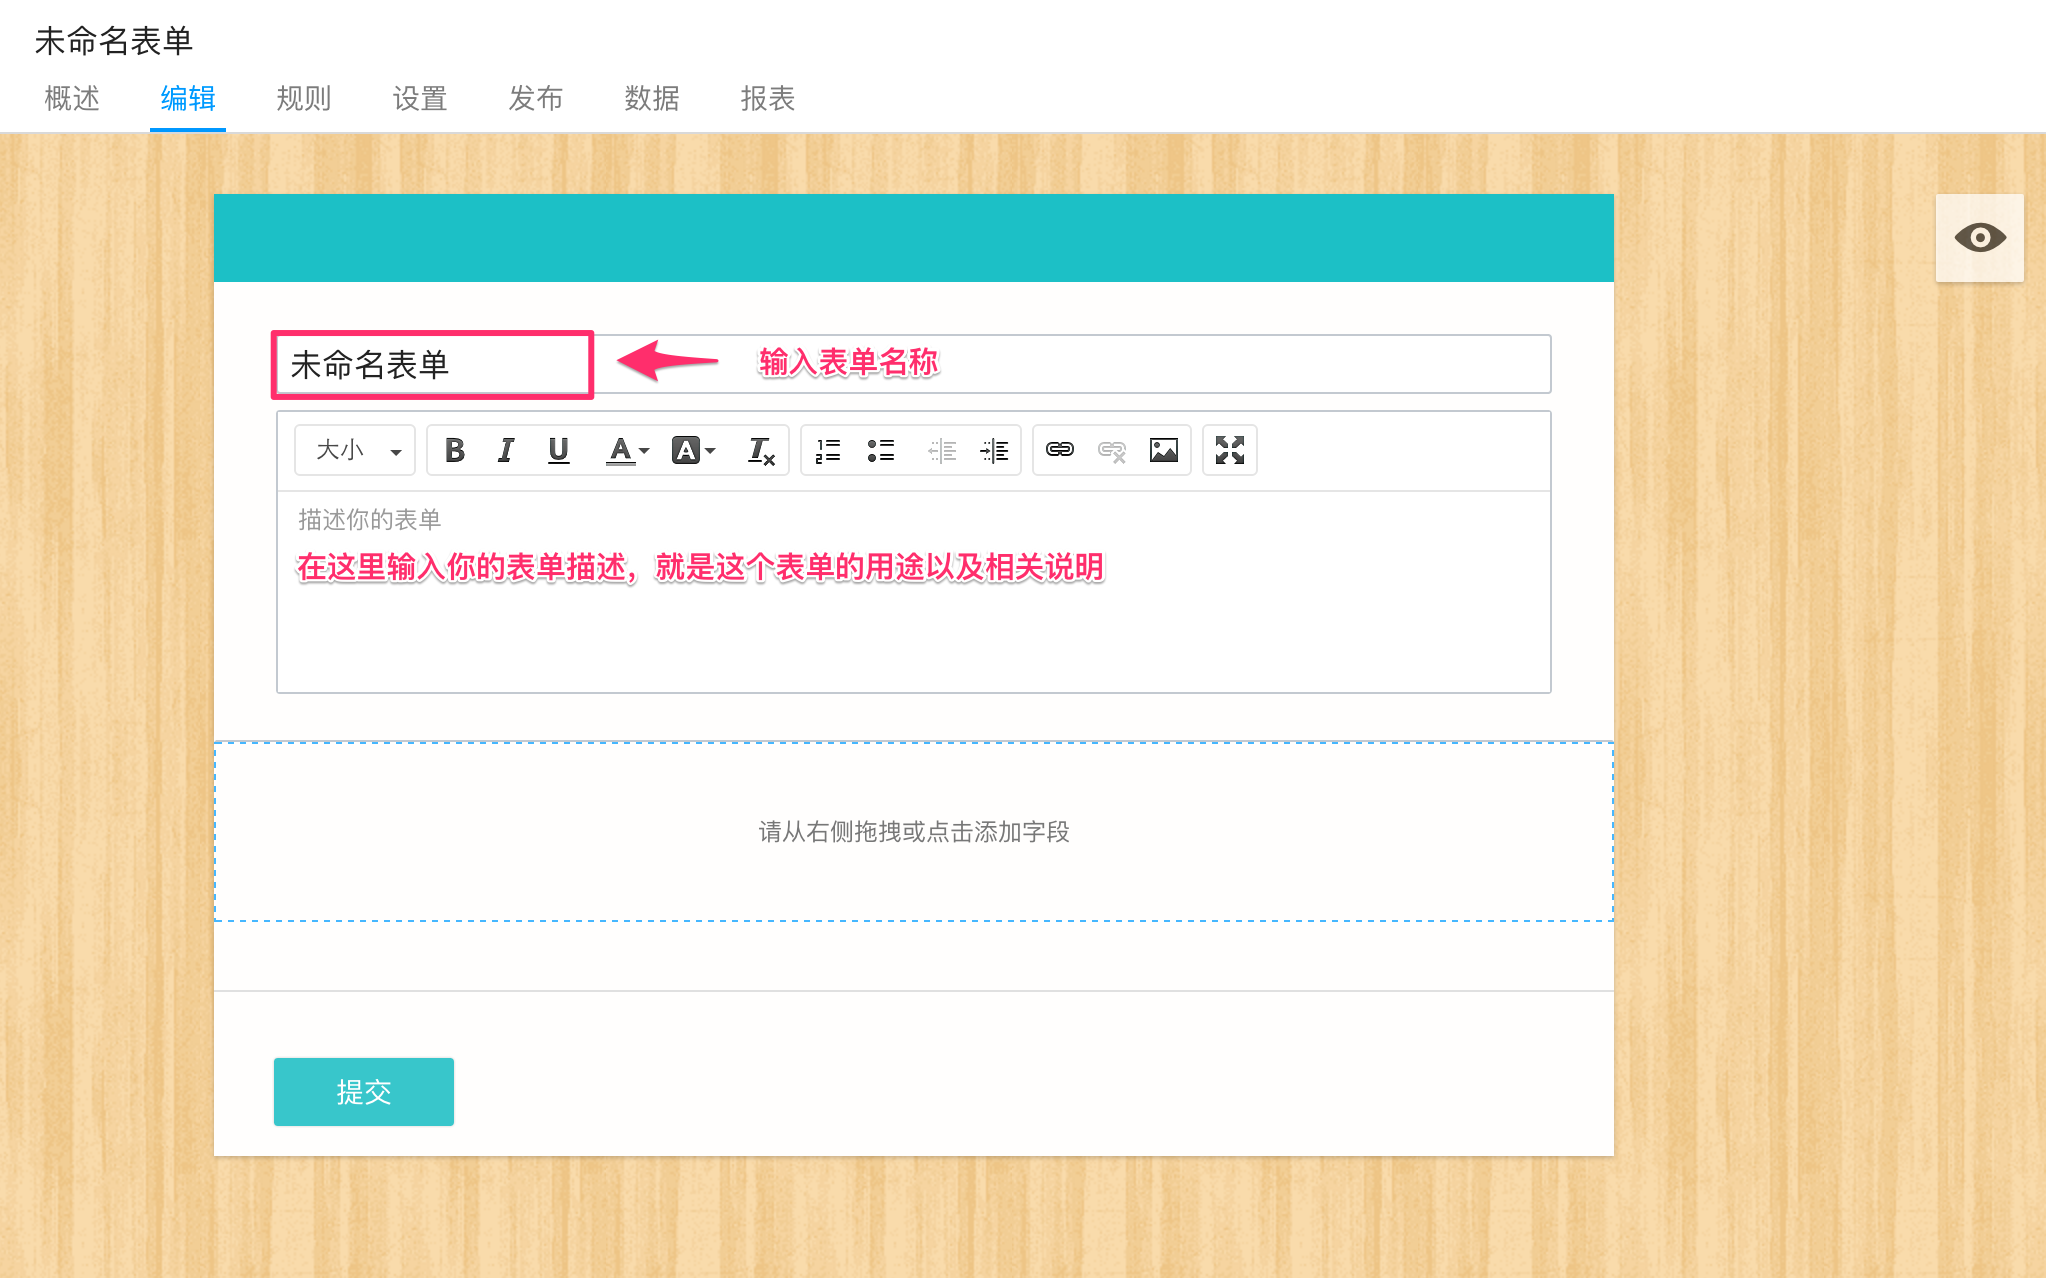 未命名表单
概述 编辑 规则 设置 发布 数据 报表
未命名表单 输入表单名称
大小
描述你的表单
在这里输入你的表单描述，就是这个表单的用途以及相关说明
请从右侧拖拽或点击添加字段
提交